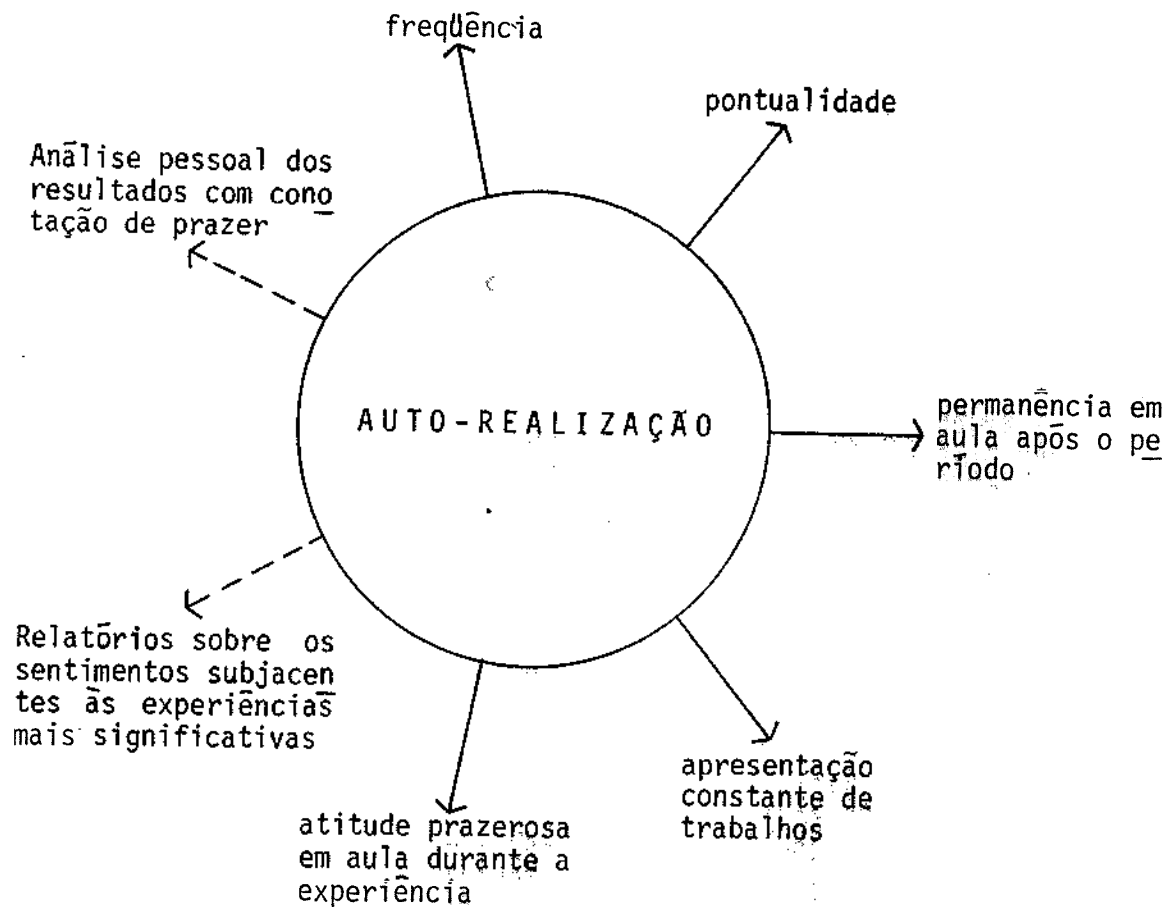 freqüência
pontualidade
Análise pessoal dos
resultados com cono
tação de prazer
AUTO-REALIZAÇÃO
permanência em
aula após o pe
ríodo
Relatórios sobre os
sentimentos subjacen
tes às experiências
mais significativas
apresentação
constante de
trabalhos
atitude prazerosa
em aula durante a
experiência